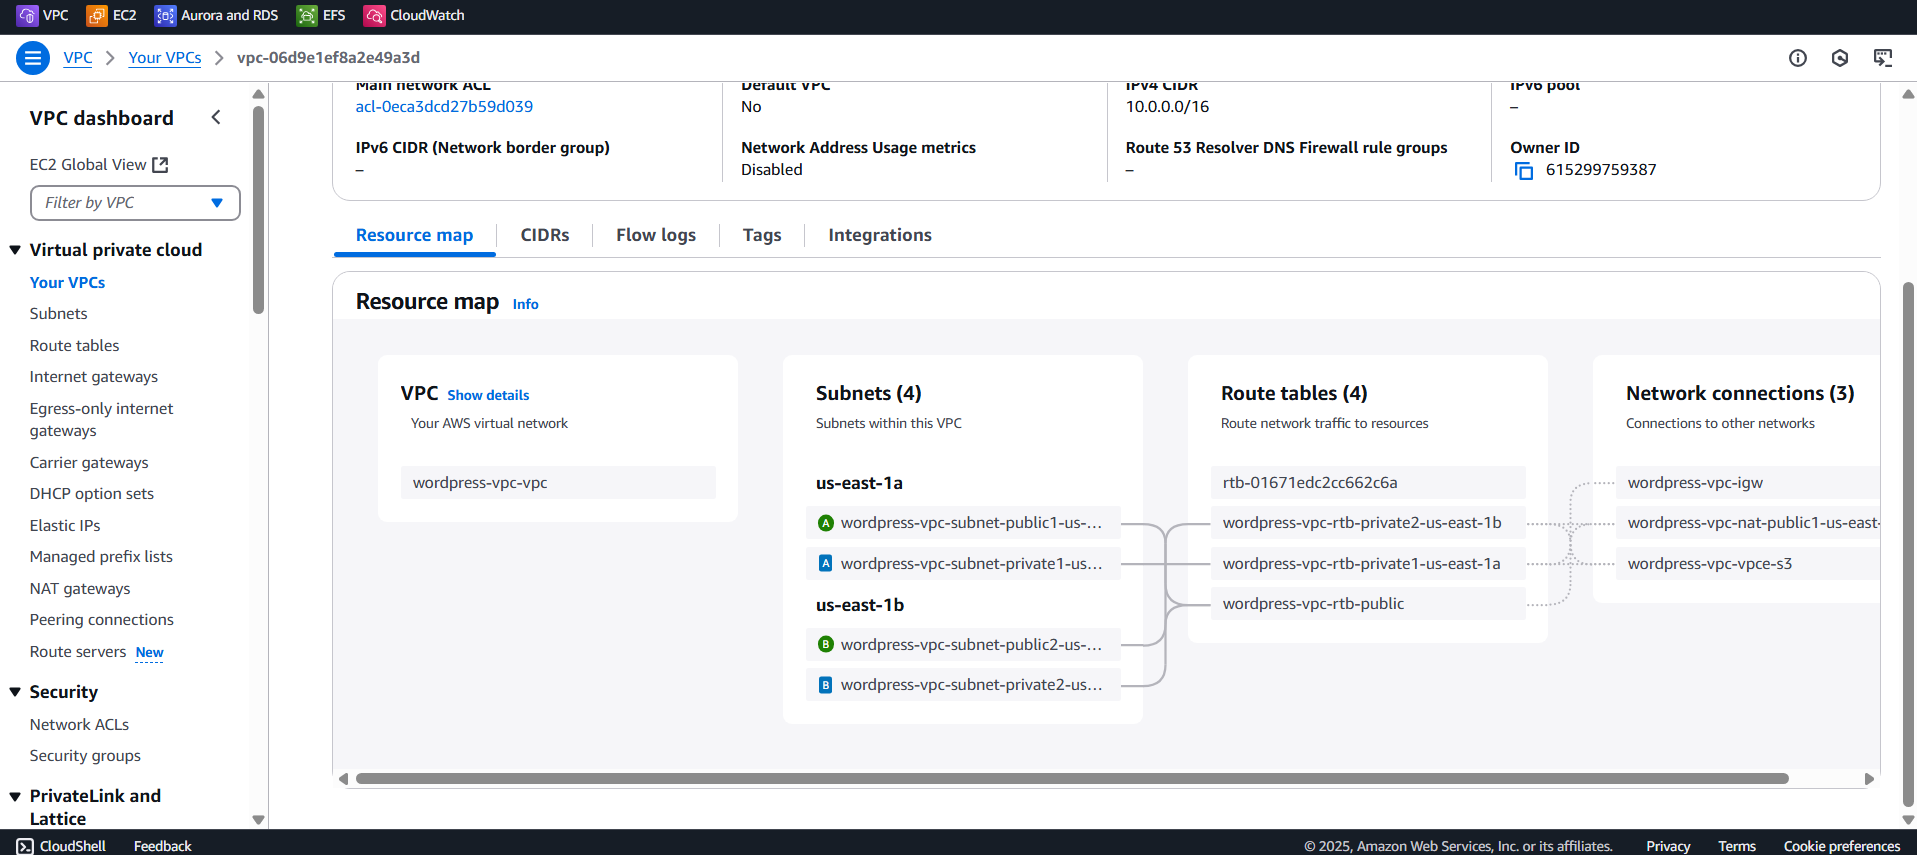 VPC EC2 Aurora and RDS EFS CloudWatch
VPC Your VPCs vpc-06d9e1ef8a2e49a3d
VPC dashboard
EC2 Global View
Filter by VPC
Virtual private cloud
Your VPCs
Subnets
Route tables
Internet gateways
Egress-only internet
gateways
Carrier gateways
DHCP option sets
Elastic IPs
Managed prefix lists
NAT gateways
Peering connections
Route servers New
Security
Network ACLs
Security groups
PrivateLink and
Lattice
Main network ACL
acl-0eca3dcd27b59d039
Default VPC
No
IPv4 CIDR
10.0.0.0/16
IPv6 pool
–
IPv6 CIDR (Network border group)
–
Network Address Usage metrics
Disabled
Route 53 Resolver DNS Firewall rule groups
–
Owner ID
615299759387
Resource map CIDRs Flow logs Tags Integrations
Resource map Info
VPC Show details
Your AWS virtual network
wordpress-vpc-vpc
Subnets (4)
Subnets within this VPC
us-east-1a
A wordpress-vpc-subnet-public1-us-...
A wordpress-vpc-subnet-private1-us...
us-east-1b
B wordpress-vpc-subnet-public2-us-...
B wordpress-vpc-subnet-private2-us...
Route tables (4)
Route network traffic to resources
rtb-01671edc2cc662c6a
wordpress-vpc-rtb-private2-us-east-1b
wordpress-vpc-rtb-private1-us-east-1a
wordpress-vpc-rtb-public
Network connections (3)
Connections to other networks
wordpress-vpc-igw
wordpress-vpc-nat-public1-us-east-
wordpress-vpc-vpce-s3
CloudShell Feedback © 2025, Amazon Web Services, Inc. or its affiliates. Privacy Terms Cookie preferences